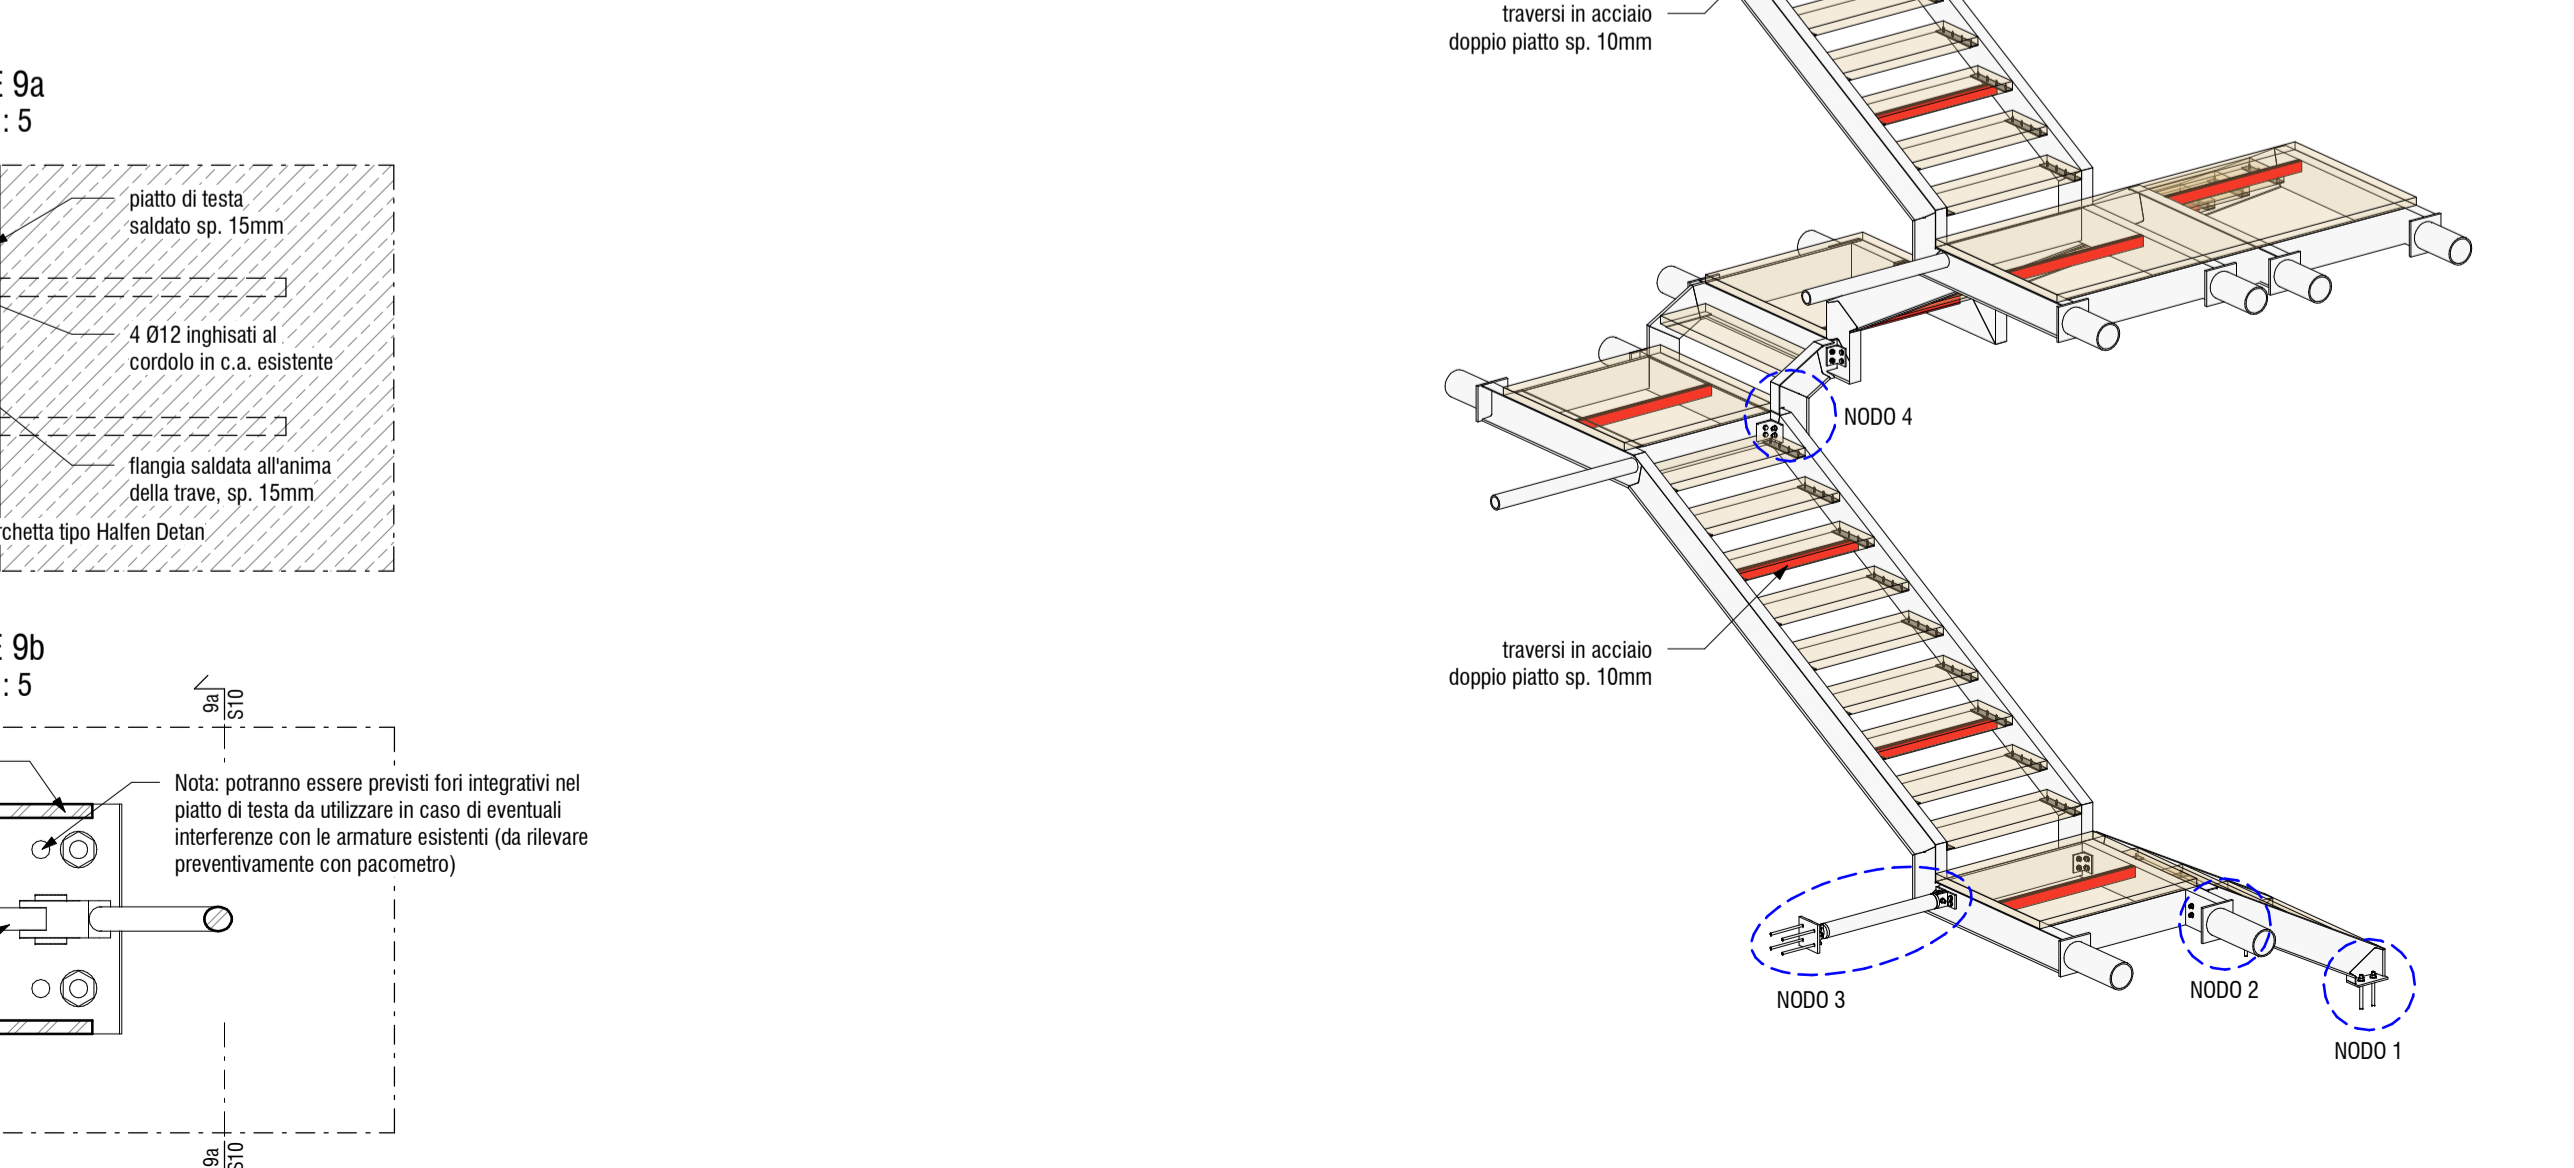 E 9a
: 5
piatto di testa
saldato sp. 15mm
4 Ø12 inghisati al
cordolo in c.a. esistente
flangia saldata all'anima
della trave, sp. 15mm
rchetta tipo Halfen Detan
E 9b
: 5
9a
S10
Nota: potranno essere previsti fori integrativi nel
piatto di testa da utilizzare in caso di eventuali
interferenze con le armature esistenti (da rilevare
preventivamente con pacometro)
9a
S10
traversi in acciaio
doppio piatto sp. 10mm
NODO 4
traversi in acciaio
doppio piatto sp. 10mm
NODO 3
NODO 2
NODO 1